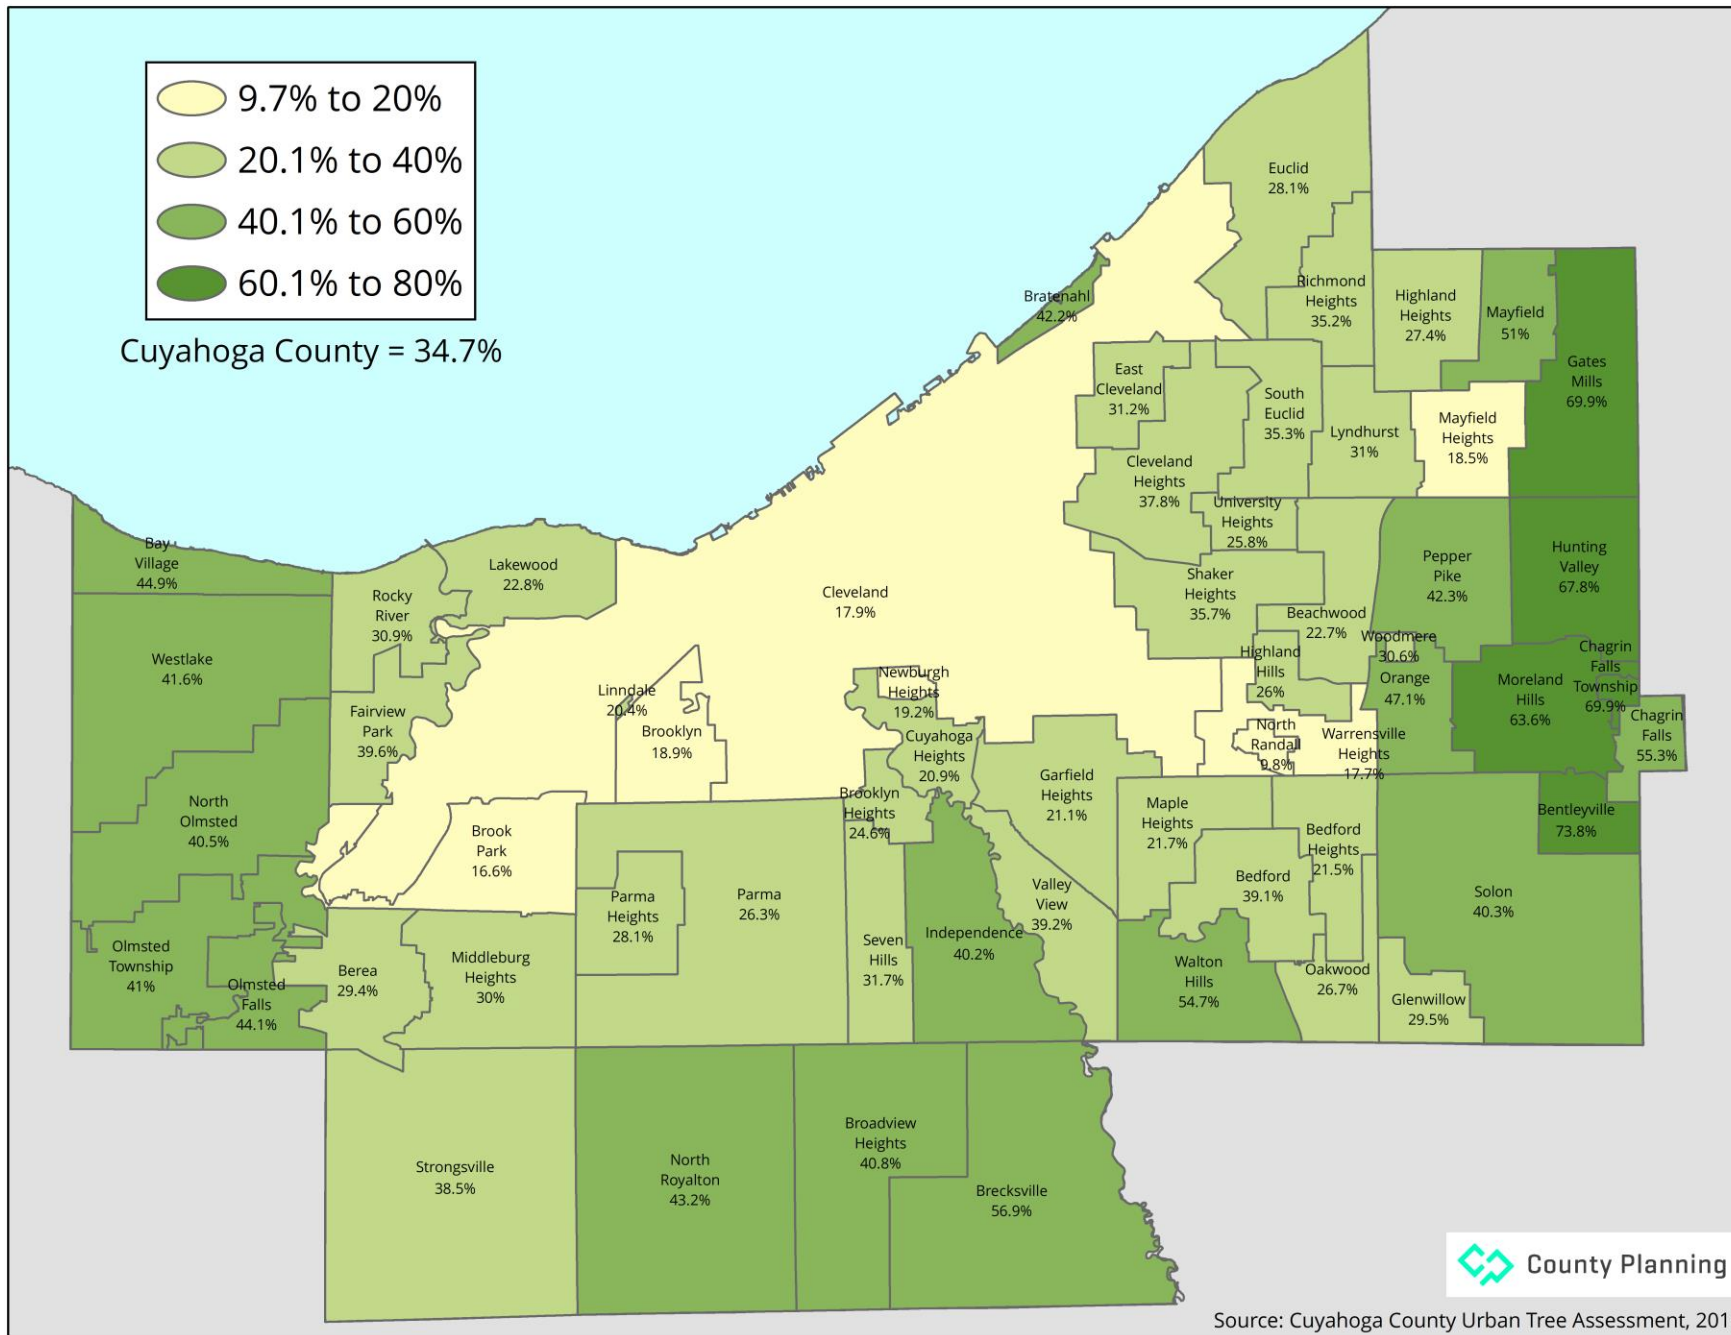 9.7% to 20%
20.1% to 40%
40.1% to 60%
60.1% to 80%
Cuyahoga County = 34.7%
Euclid
28.1%
Bratenahl
42.2%
Richmond
Heights
35.2%
Highland
Heights
27.4%
Mayfield
51%
Gates
Mills
69.9%
East
Cleveland
31.2%
South
Euclid
35.3%
Lyndhurst
31%
Mayfield
Heights
18.5%
Cleveland
Heights
37.8%
University
Heights
25.8%
Bay
Village
44.9%
Lakewood
22.8%
Rocky
River
30.9%
Cleveland
17.9%
Shaker
Heights
35.7%
Beachwood
22.7%
Pepper
Pike
42.3%
Hunting
Valley
67.8%
Westlake
41.6%
Fairview
Park
39.6%
Linndale
20.4%
Brooklyn
18.9%
Newburgh
Heights
19.2%
Cuyahoga
Heights
20.9%
Highland
Hills
26%
Woodmere
30.6%
Orange
47.1%
Moreland
Hills
63.6%
Chagrin
Falls
Township
69.9%
Chagrin
Falls
55.3%
North
Randall
9.8%
Warrensville
Heights
17.7%
North
Olmsted
40.5%
Brook
Park
16.6%
Brooklyn
Heights
24.6%
Garfield
Heights
21.1%
Maple
Heights
21.7%
Bedford
Heights
21.5%
Bentleyville
73.8%
Parma
Heights
28.1%
Parma
26.3%
Valley
View
39.2%
Bedford
39.1%
Solon
40.3%
Olmsted
Township
41%
Olmsted
Falls
44.1%
Berea
29.4%
Middleburg
Heights
30%
Seven
Hills
31.7%
Independence
40.2%
Walton
Hills
54.7%
Oakwood
26.7%
Glenwillow
29.5%
Strongsville
38.5%
North
Royalton
43.2%
Broadview
Heights
40.8%
Brecksville
56.9%
County Planning
Source: Cuyahoga County Urban Tree Assessment, 201